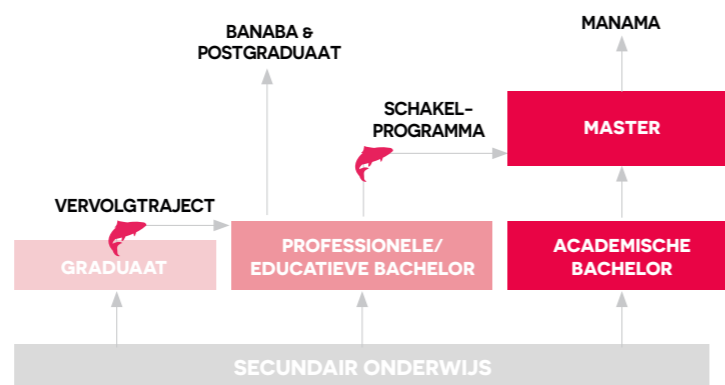 BANABA &
POSTGRADUAAT
MANAMA
SCHAKEL-
PROGRAMMA
MASTER
VERVOLGTRAJECT
GRADUAAT
PROFESSIONELE/
EDUCATIEVE BACHELOR
ACADEMISCHE
BACHELOR
SECUNDAIR ONDERWIJS